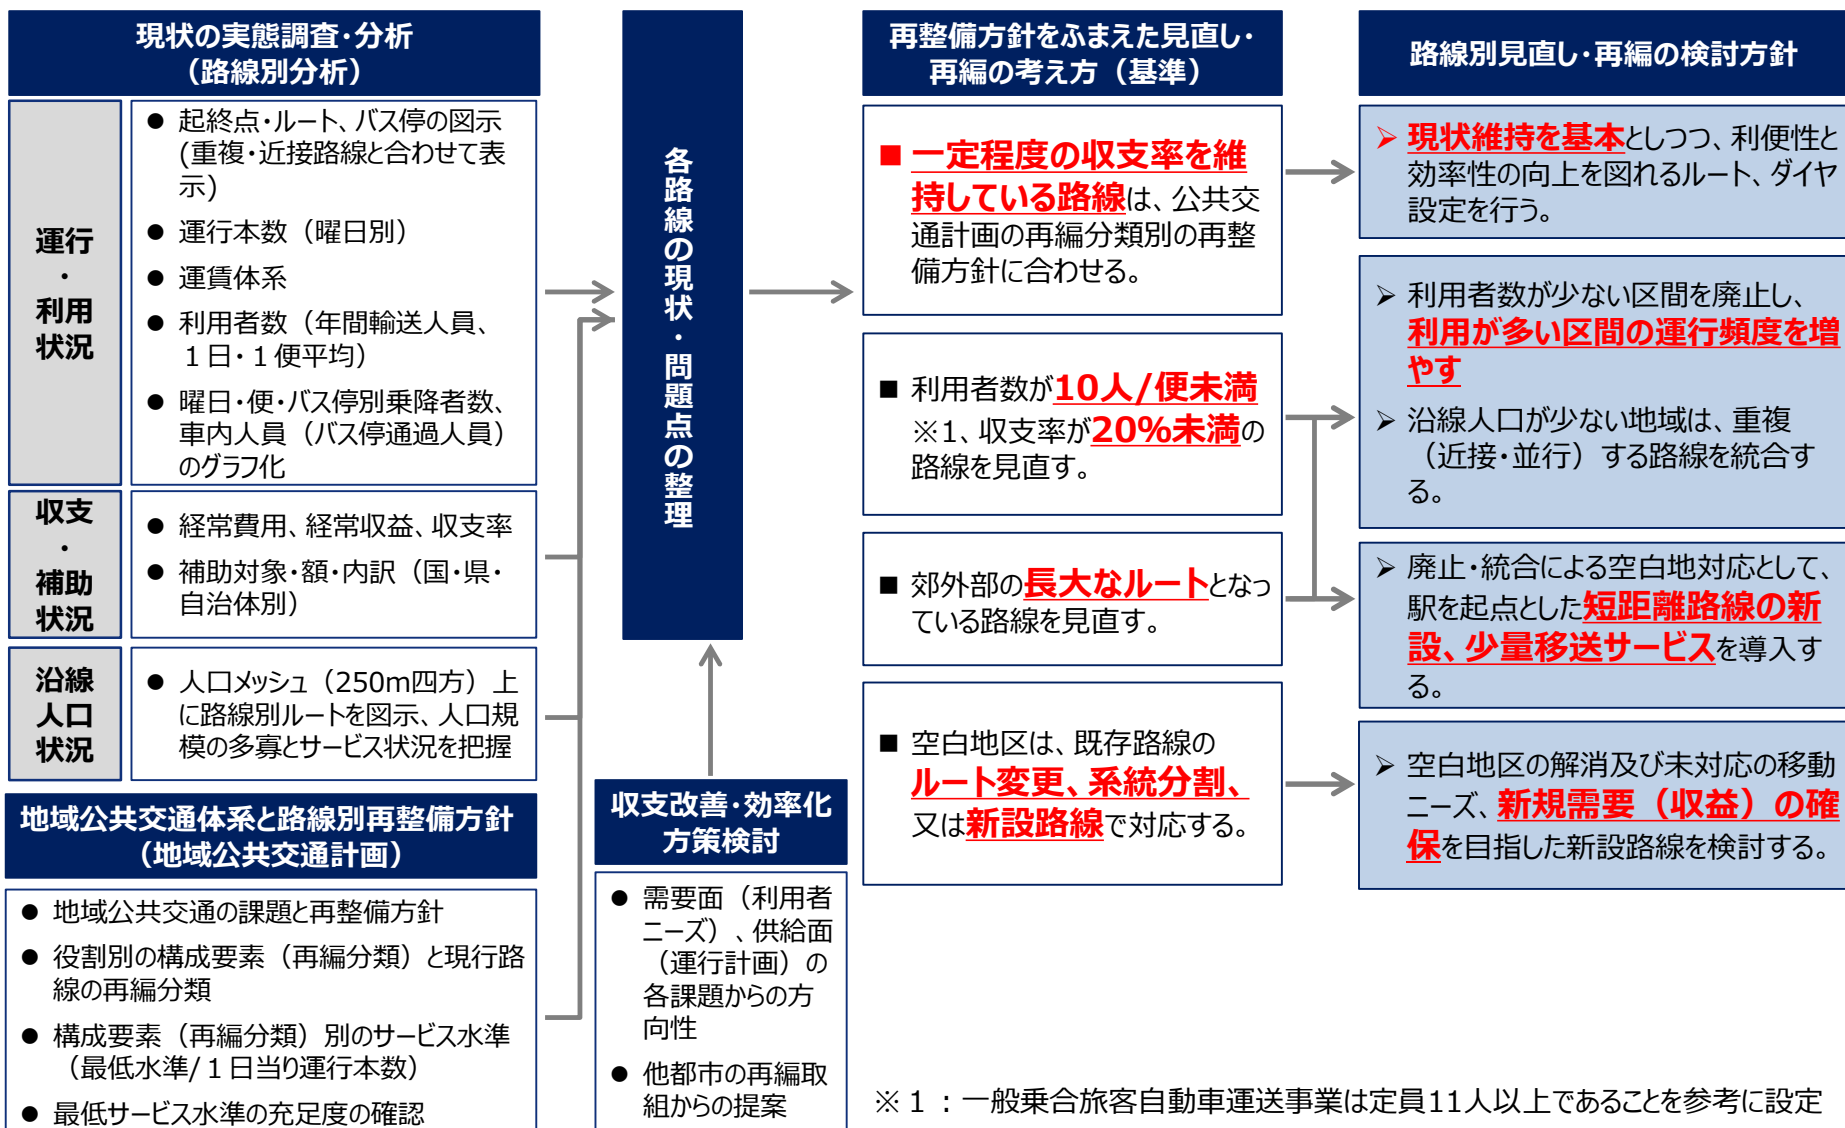 現状の実態調査・分析
（路線別分析）
運行
・
利用
状況
● 起終点・ルート、バス停の図示
(重複・近接路線と合わせて表
示)
● 運行本数（曜日別）
● 運賃体系
● 利用者数（年間輸送人員、
１日・１便平均）
● 曜日・便・バス停別乗降者数、
車内人員（バス停通過人員）
のグラフ化
収支
・
補助
状況
● 経常費用、経常収益、収支率
● 補助対象・額・内訳（国・県・
自治体別）
沿線
人口
状況
● 人口メッシュ（250m四方）上
に路線別ルートを図示、人口規
模の多寡とサービス状況を把握
地域公共交通体系と路線別再整備方針
（地域公共交通計画）
● 地域公共交通の課題と再整備方針
● 役割別の構成要素（再編分類）と現行路
線の再編分類
● 構成要素（再編分類）別のサービス水準
（最低水準/１日当り運行本数）
● 最低サービス水準の充足度の確認
各路線の現状・問題点の整理
収支改善・効率化
方策検討
● 需要面（利用者
ニーズ）、供給面
（運行計画）の
各課題からの方
向性
● 他都市の再編取
組からの提案
再整備方針をふまえた見直し・
再編の考え方（基準）
■ 一定程度の収支率を維
持している路線は、公共交
通計画の再編分類別の再整
備方針に合わせる。
■ 利用者数が10人/便未満
※1、収支率が20%未満の
路線を見直す。
■ 郊外部の長大なルートとなっ
ている路線を見直す。
■ 空白地区は、既存路線の
ルート変更、系統分割、
又は新設路線で対応する。
路線別見直し・再編の検討方針
➢ 現状維持を基本としつつ、利便性と
効率性の向上を図れるルート、ダイヤ
設定を行う。
➢ 利用者数が少ない区間を廃止し、
利用が多い区間の運行頻度を増
やす
➢ 沿線人口が少ない地域は、重複
（近接・並行）する路線を統合す
る。
➢ 廃止・統合による空白地対応として、
駅を起点とした短距離路線の新
設、少量移送サービスを導入す
る。
➢ 空白地区の解消及び未対応の移動
ニーズ、新規需要（収益）の確
保を目指した新設路線を検討する。
※１：一般乗合旅客自動車運送事業は定員11人以上であることを参考に設定